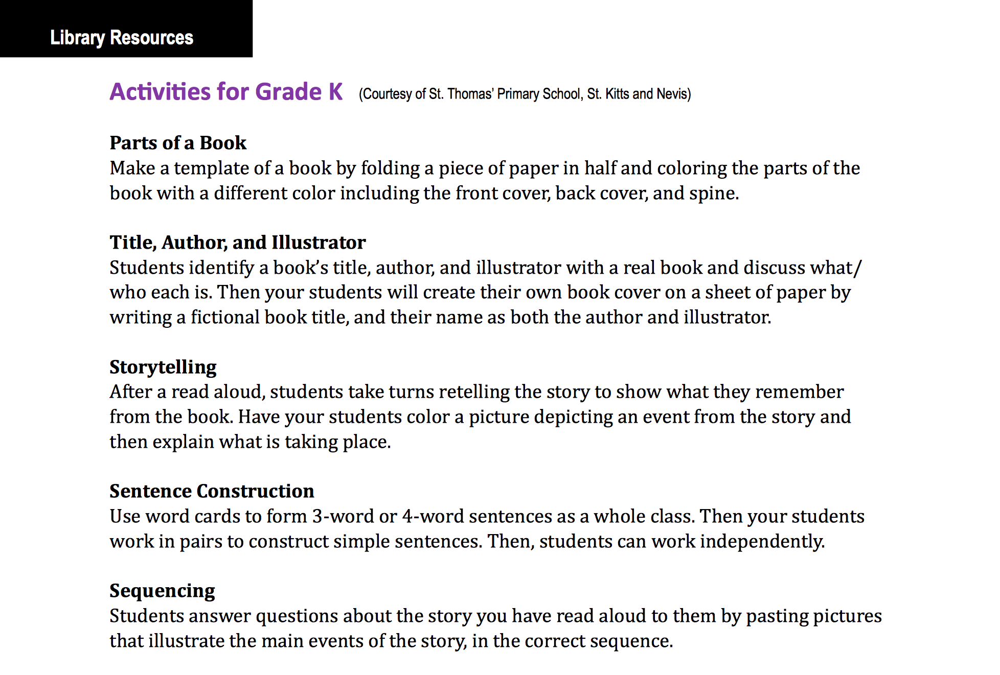 Library Resources
Activities for Grade K (Courtesy of St. Thomas’ Primary School, St. Kitts and Nevis)
Parts of a Book
Make a template of a book by folding a piece of paper in half and coloring the parts of the
book with a different color including the front cover, back cover, and spine.
Title, Author, and Illustrator
Students identify a book’s title, author, and illustrator with a real book and discuss what/
who each is. Then your students will create their own book cover on a sheet of paper by
writing a fictional book title, and their name as both the author and illustrator.
Storytelling
After a read aloud, students take turns retelling the story to show what they remember
from the book. Have your students color a picture depicting an event from the story and
then explain what is taking place.
Sentence Construction
Use word cards to form 3-word or 4-word sentences as a whole class. Then your students
work in pairs to construct simple sentences. Then, students can work independently.
Sequencing
Students answer questions about the story you have read aloud to them by pasting pictures
that illustrate the main events of the story, in the correct sequence.